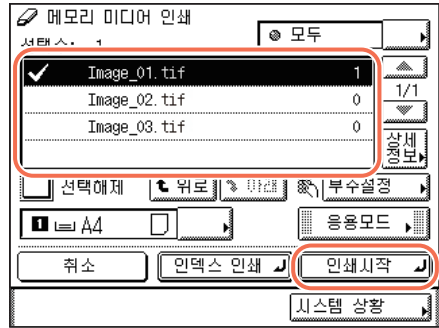 메모리 미디어 인쇄
선택수: 1
모두
Image_01.tif 1
Image_02.tif 0
Image_03.tif 0
1/1
상세
정보
선택해제 위로 아래 부수설정
1 A4
응용모드
취소 인덱스 인쇄 인쇄시작
시스템 상황